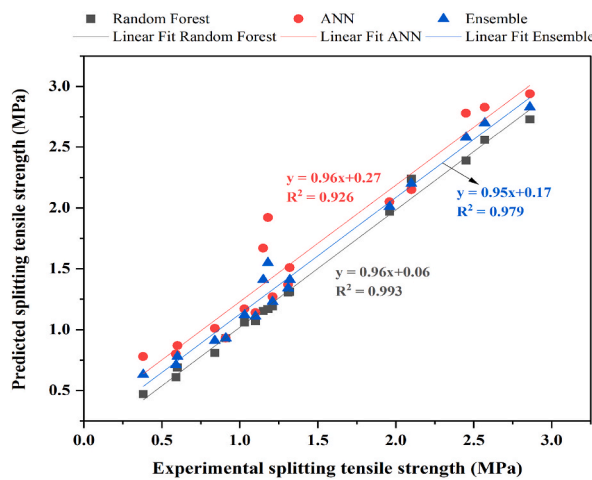 Random Forest ANN Ensemble
Linear Fit Random Forest Linear Fit ANN Linear Fit Ensemble
Predicted splitting tensile strength (MPa)
3.0
2.5
2.0
1.5
1.0
0.5
y = 0.96x+0.27
R² = 0.926
y = 0.95x+0.17
R² = 0.979
y = 0.96x+0.06
R² = 0.993
0.0 0.5 1.0 1.5 2.0 2.5 3.0
Experimental splitting tensile strength (MPa)